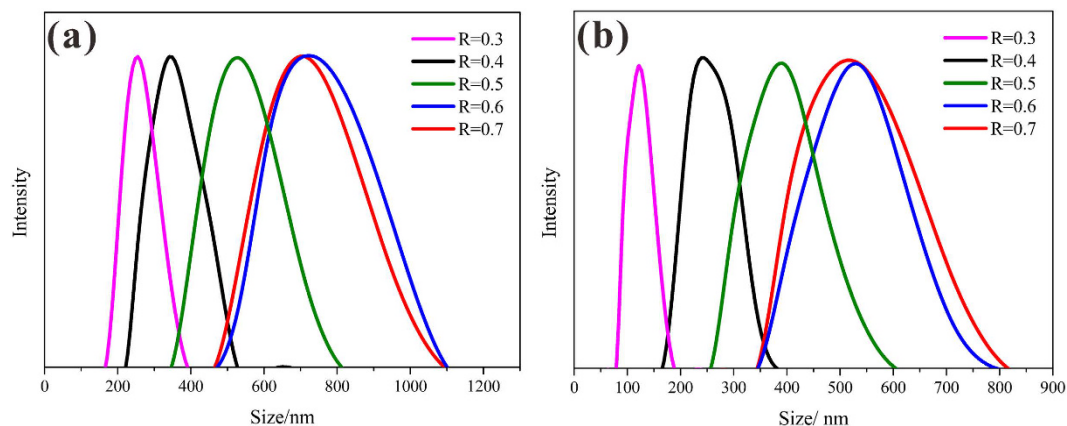 (a)
R=0.3
R=0.4
R=0.5
R=0.6
R=0.7
Intensity
0 200 400 600 800 1000 1200
Size/nm
(b)
R=0.3
R=0.4
R=0.5
R=0.6
R=0.7
Intensity
0 100 200 300 400 500 600 700 800 900
Size/ nm